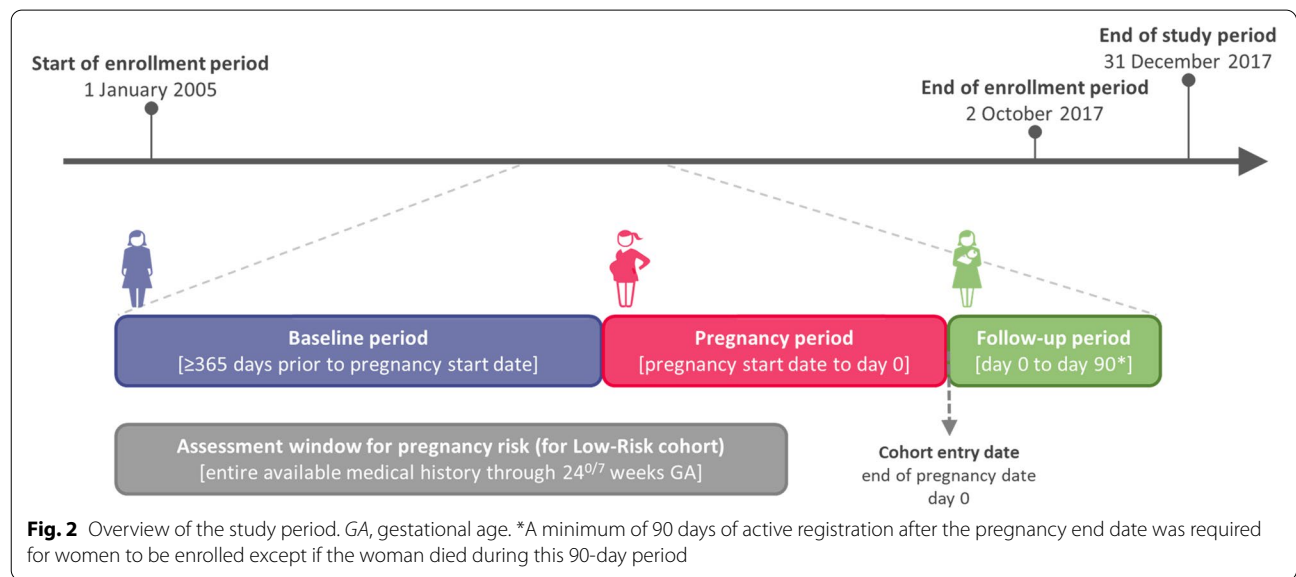 Start of enrollment period
1 January 2005
End of study period
31 December 2017
End of enrollment period
2 October 2017
Baseline period
[≥365 days prior to pregnancy start date]
Pregnancy period
[pregnancy start date to day 0]
Follow-up period
[day 0 to day 90*]
Assessment window for pregnancy risk (for Low-Risk cohort)
[entire available medical history through 24⁰/⁷ weeks GA]
Cohort entry date
end of pregnancy date
day 0
Fig. 2 Overview of the study period. GA, gestational age. *A minimum of 90 days of active registration after the pregnancy end date was required
for women to be enrolled except if the woman died during this 90-day period